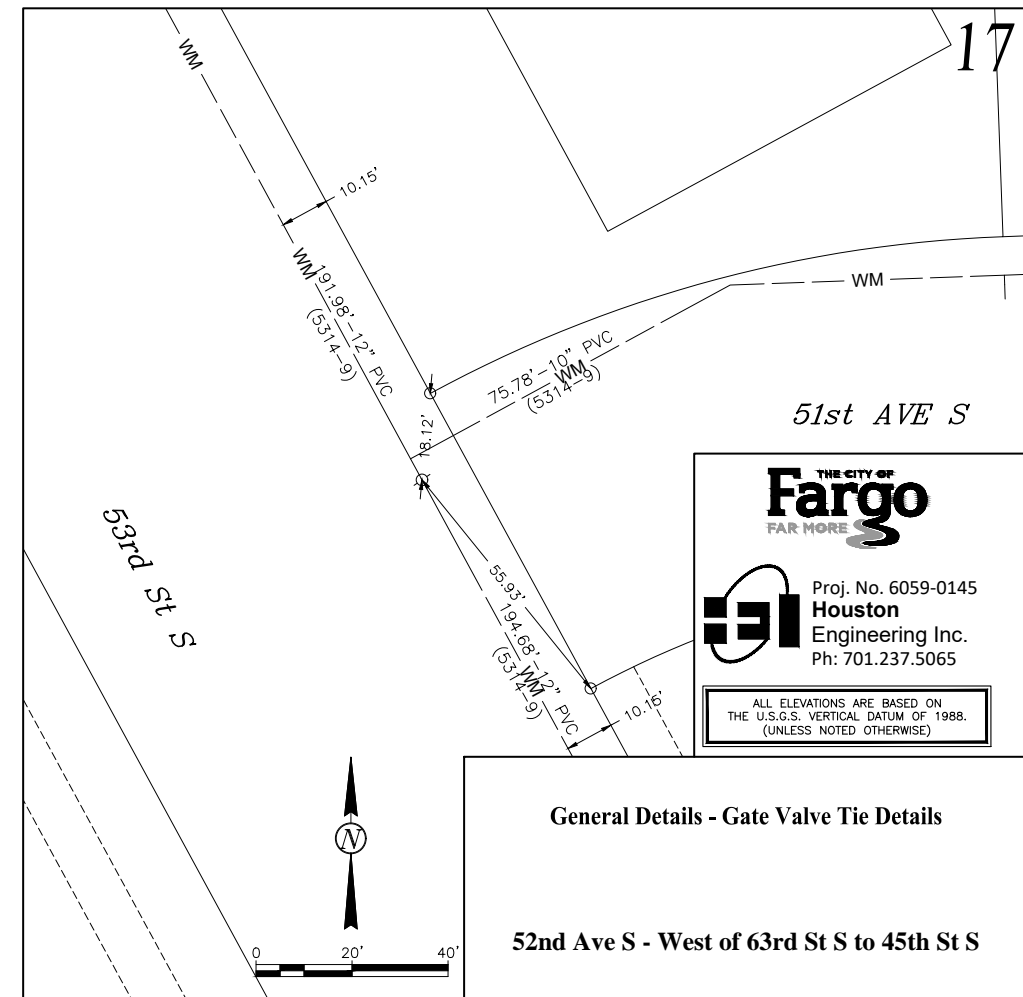 17
WM
10.15'
WM
191.98'-12" PVC
(5314-9)
WM
75.78'-10" PVC
WM
(5314-9)
18.12'
51st AVE S
53rd St S
55.93'
194.68'-12" PVC
WM
(5314-9)
10.16'
THE CITY OF
Fargo
FAR MORE
Proj. No. 6059-0145
Houston
Engineering Inc.
Ph: 701.237.5065
ALL ELEVATIONS ARE BASED ON
THE U.S.G.S. VERTICAL DATUM OF 1988.
(UNLESS NOTED OTHERWISE)
N
0 20' 40'
General Details - Gate Valve Tie Details
52nd Ave S - West of 63rd St S to 45th St S